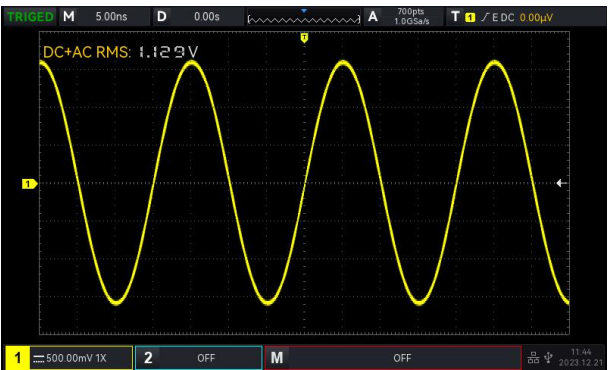 TRIGED M 5.00ns D 0.00s A 700pts T 1 E DC 0.00μV
1.0GSa/s
T
DC+AC RMS: 1.129V
1
1 500.00mV 1X 2 OFF M OFF 11:44
2023.12.21